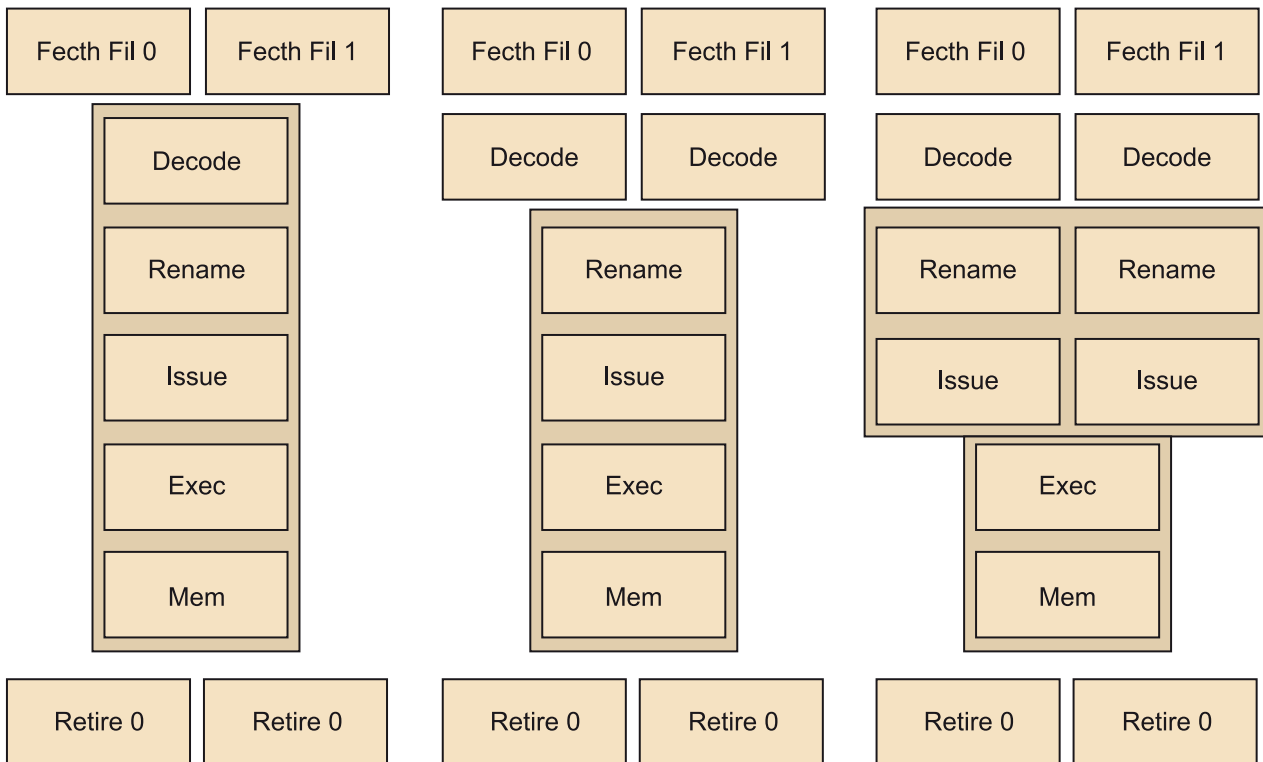 Fecth Fil 0
Fecth Fil 1
Fecth Fil 0
Fecth Fil 1
Fecth Fil 0
Fecth Fil 1
Decode
Decode
Decode
Decode
Decode
Rename
Rename
Rename
Rename
Issue
Issue
Issue
Issue
Exec
Exec
Exec
Mem
Mem
Mem
Retire 0
Retire 0
Retire 0
Retire 0
Retire 0
Retire 0